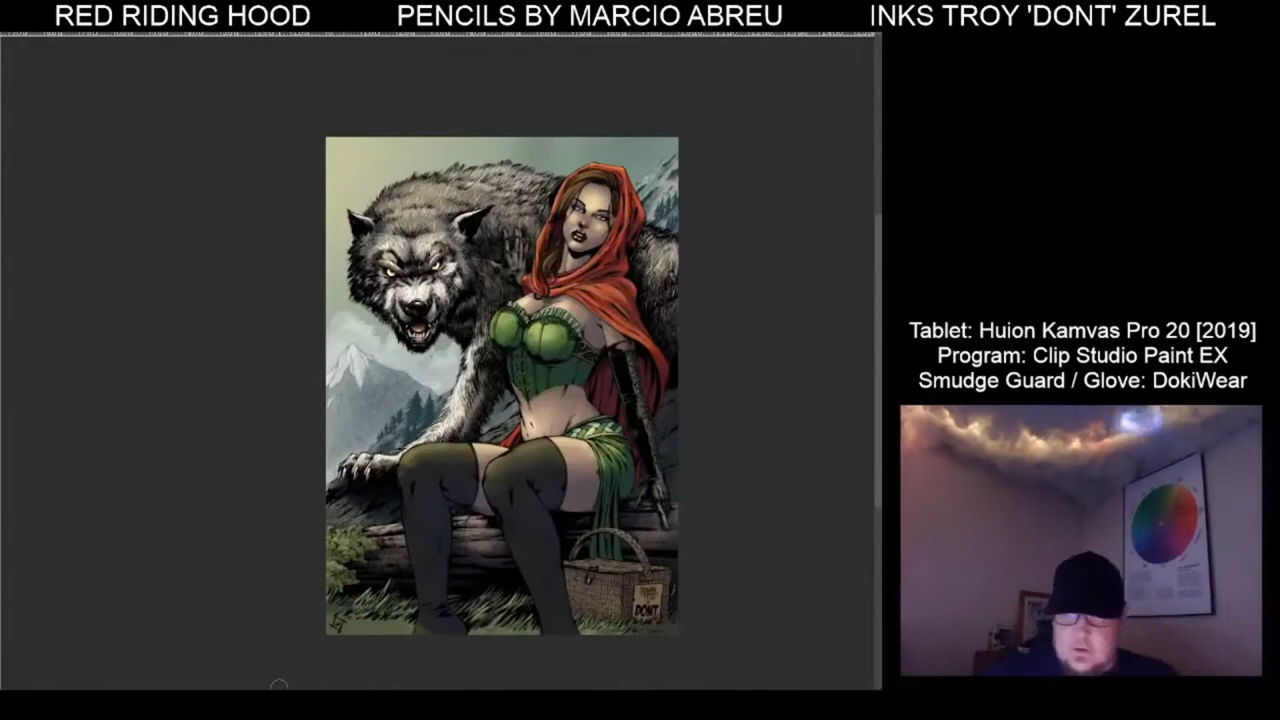 RED RIDING HOOD
PENCILS BY MARCIO ABREU
INKS TROY 'DONT' ZUREL
Tablet: Huion Kamvas Pro 20 [2019]
Program: Clip Studio Paint EX
Smudge Guard / Glove: DokiWear
DONT